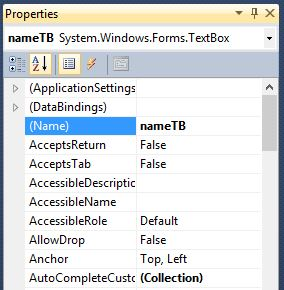 Properties
nameTB System.Windows.Forms.TextBox
(ApplicationSettings
(DataBindings)
(Name) nameTB
AcceptsReturn False
AcceptsTab False
AccessibleDescriptic
AccessibleName
AccessibleRole Default
AllowDrop False
Anchor Top, Left
AutoCompleteCusto (Collection)